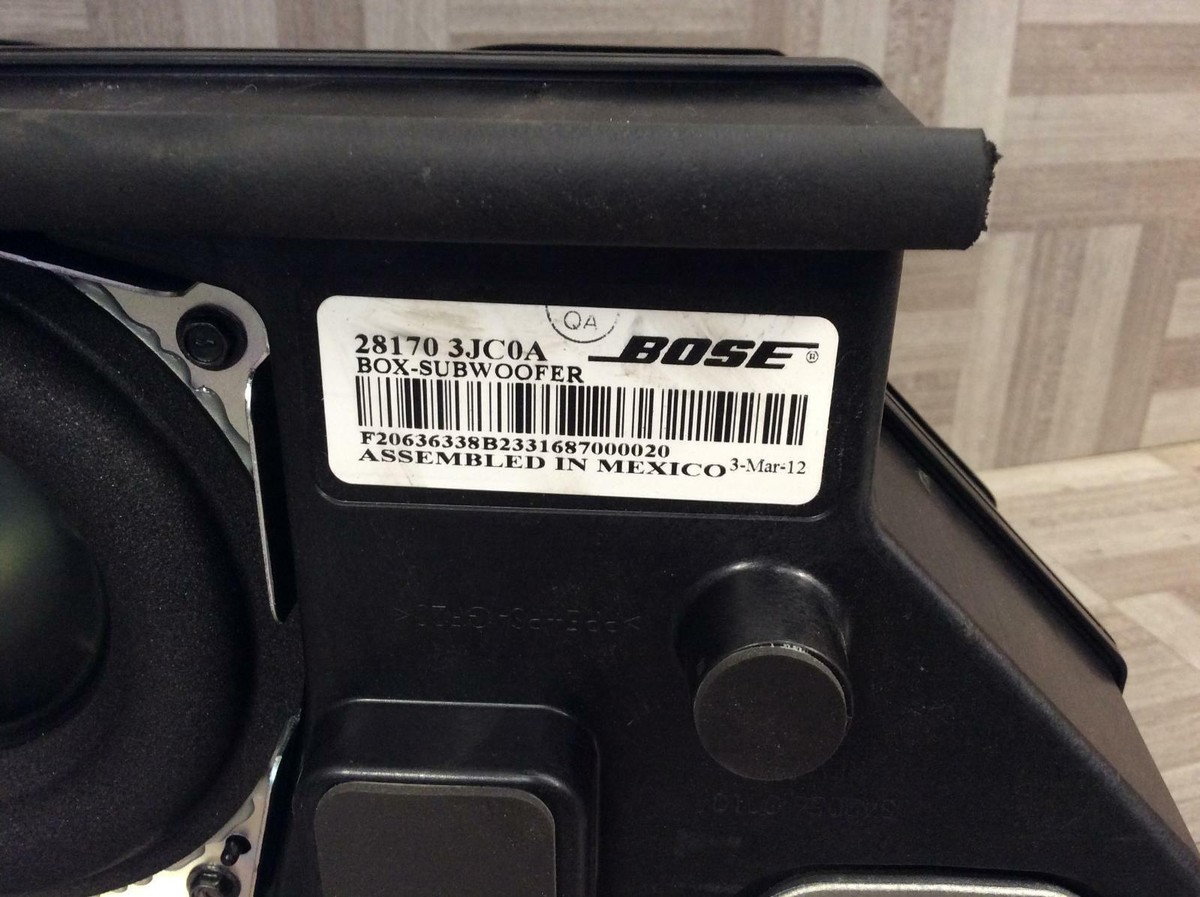 QA
28170 3JC0A
BOSE®
BOX-SUBWOOFER
F20636338B2331687000020
ASSEMBLED IN MEXICO 3-Mar-12